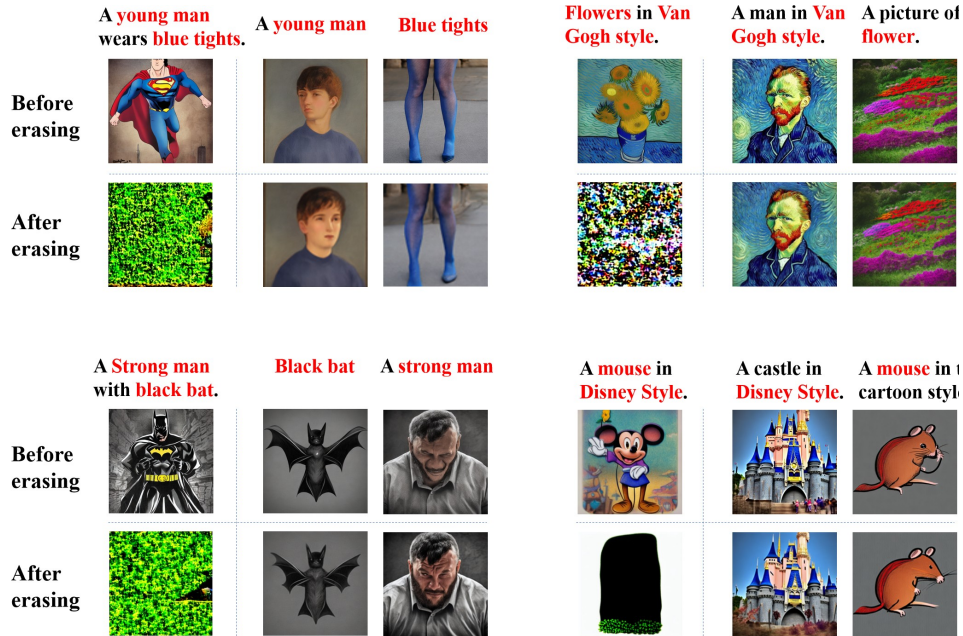 A young man
wears blue tights.
A young man
Blue tights
Flowers in Van
Gogh style.
A man in Van
Gogh style.
A picture of
flower.
Before
erasing
After
erasing
A Strong man
with black bat.
Black bat
A strong man
A mouse in
Disney Style.
A castle in
Disney Style.
A mouse in t
cartoon style
Before
erasing
After
erasing